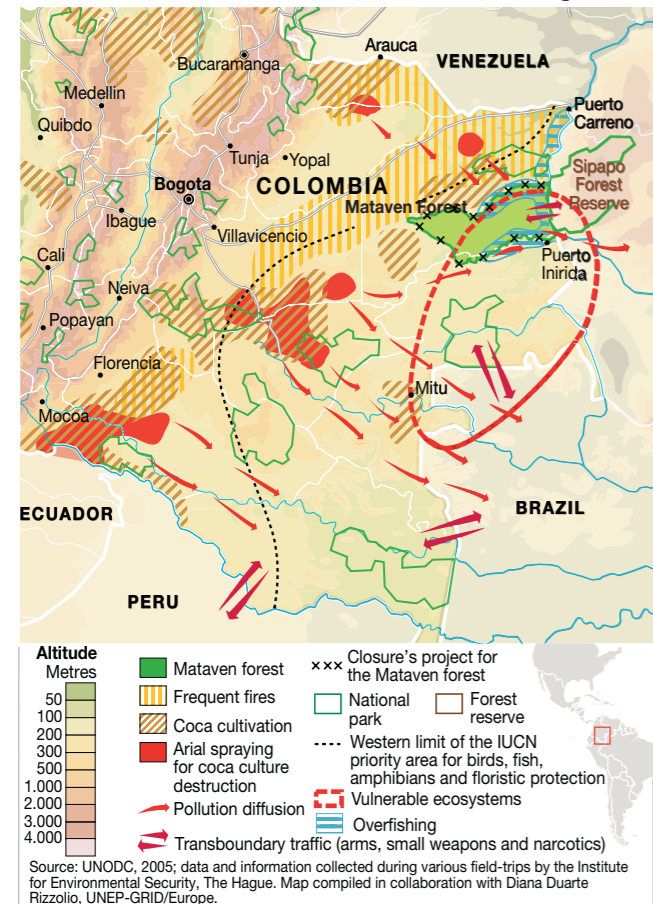 Arauca
VENEZUELA
Bucaramanga
Medellin
Puerto
Carreno
Quibdo
Tunja
Yopal
Sipapo
Forest
Reserve
Bogota
COLOMBIA
Mataven Forest
Ibague
Villavicencio
Cali
Puerto
Inirida
Neiva
Popayan
Florencia
Mitu
Mocoa
ECUADOR
BRAZIL
PERU
Altitude
Metres
50
100
200
300
500
1.000
2.000
3.000
4.000
Mataven forest
Frequent fires
Coca cultivation
Arial spraying
for coca culture
destruction
Pollution diffusion
××× Closure's project for
the Mataven forest
National
park
Forest
reserve
Western limit of the IUCN
priority area for birds, fish,
amphibians and floristic protection
Vulnerable ecosystems
Overfishing
Transboundary traffic (arms, small weapons and narcotics)
Source: UNODC, 2005; data and information collected during various field-trips by the Institute
for Environmental Security, The Hague. Map compiled in collaboration with Diana Duarte
Rizzolio, UNEP-GRID/Europe.